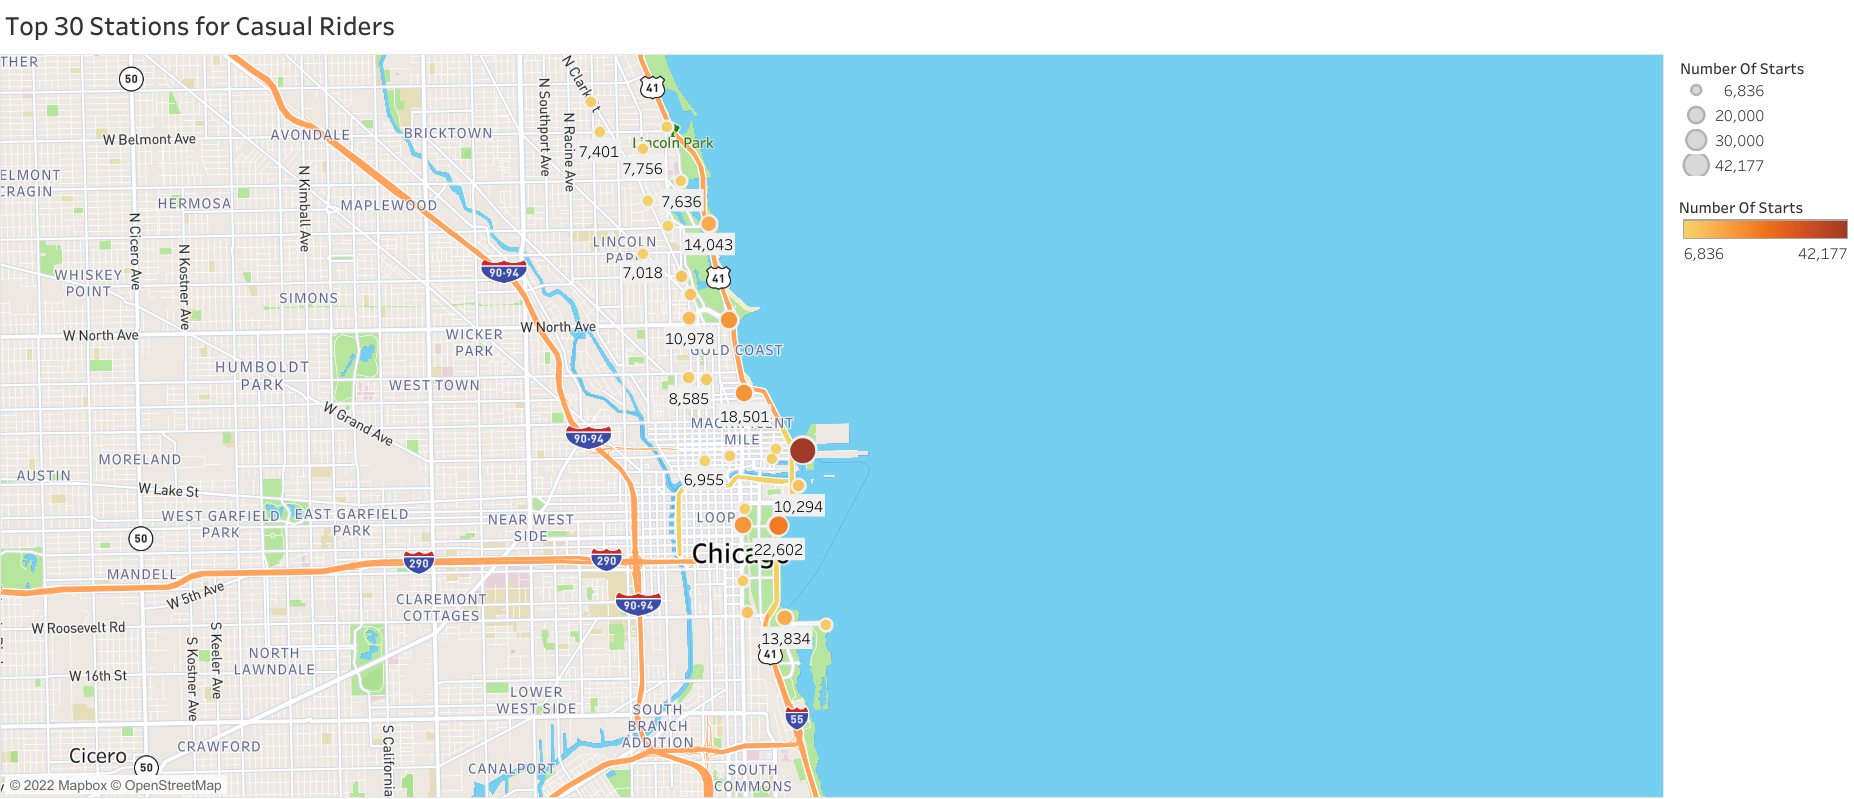 Top 30 Stations for Casual Riders
THER
50
N Clark
t
41
N Southport Ave
N Racine Ave
AVONDALE
BRICKTOWN
W Belmont Ave
Lincoln Park
7,401
7,756
ELMONT
CRAGIN
N Kimball Ave
HERMOSA
MAPLEWOOD
7,636
N Cicero Ave
N Kostner Ave
LINCOLN
PARK
14,043
7,018
90-94
41
WHISKEY
POINT
SIMONS
W North Ave
W North Ave
WICKER
PARK
10,978
GOLD COAST
HUMBOLDT
PARK
WEST TOWN
8,585
W Grand Ave
18,501
MAGNIFICENT
MILE
90-94
MORELAND
AUSTIN
W Lake St
6,955
10,294
WEST GARFIELD
PARK
EAST GARFIELD
PARK
NEAR WEST
SIDE
LOOP
50
Chicago
22,602
290
290
MANDELL
W 5th Ave
CLAREMONT
COTTAGES
90-94
W Roosevelt Rd
S Kostner Ave
S Keeler Ave
13,834
41
NORTH
LAWNDALE
W 16th St
LOWER
WEST SIDE
SOUTH
BRANCH
ADDITION
55
S California
CRAWFORD
Cicero
50
CANALPORT
SOUTH
COMMONS
© 2022 Mapbox © OpenStreetMap
Number Of Starts
6,836
20,000
30,000
42,177
Number Of Starts
6,836
42,177